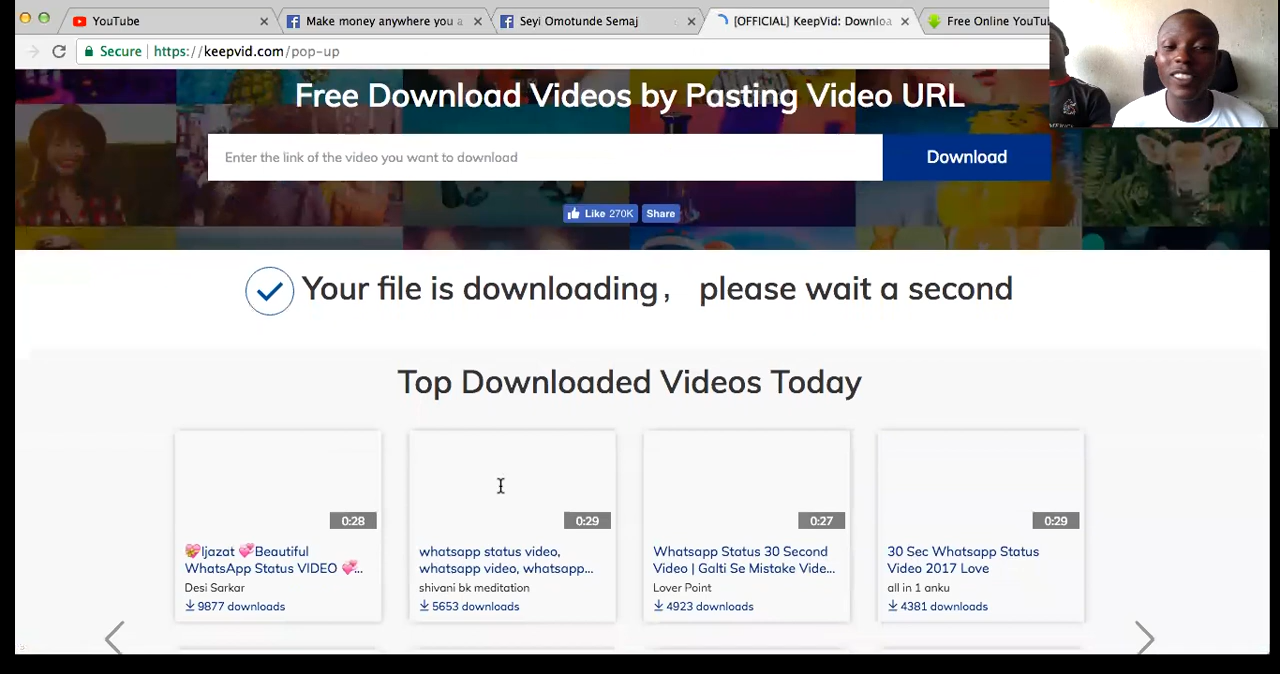 YouTube
Make money anywhere you a
Seyi Omotunde Semaj
[OFFICIAL] KeepVid: Downloa
Free Online YouTu
Secure
https://keepvid.com/pop-up
Free Download Videos by Pasting Video URL
Enter the link of the video you want to download
Download
Like 270K
Share
Your file is downloading， please wait a second
Top Downloaded Videos Today
0:28
0:29
0:27
0:29
💝Ijazat 💞Beautiful
WhatsApp Status VIDEO 💞...
Desi Sarkar
9877 downloads
whatsapp status video,
whatsapp video, whatsapp...
shivani bk meditation
5653 downloads
Whatsapp Status 30 Second
Video | Galti Se Mistake Vide...
Lover Point
4923 downloads
30 Sec Whatsapp Status
Video 2017 Love
all in 1 anku
4381 downloads